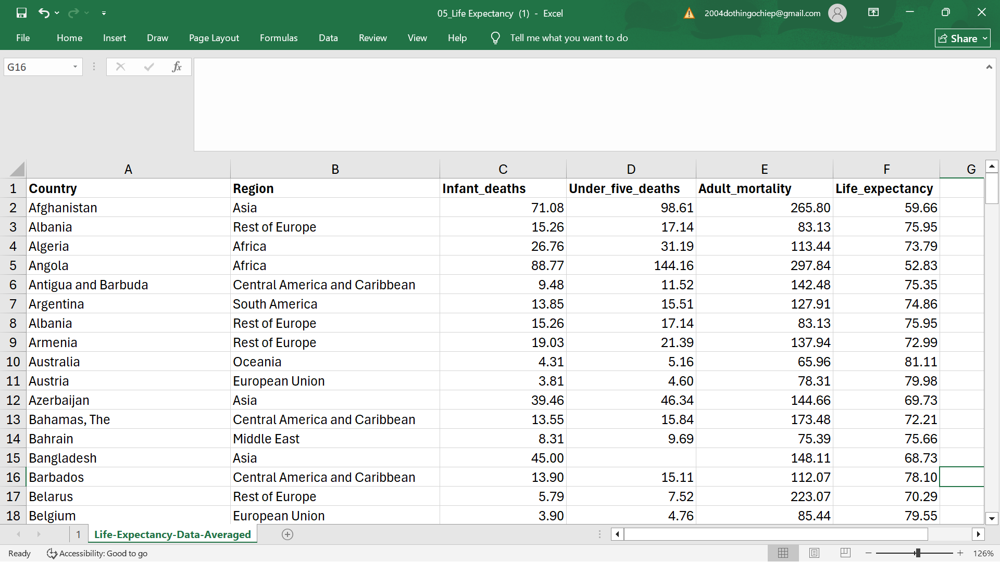 05_Life Expectancy (1) - Excel
2004dothingochiep@gmail.com
File Home Insert Draw Page Layout Formulas Data Review View Help Tell me what you want to do Share
G16 fx
A B C D E F G
1 Country Region Infant_deaths Under_five_deaths Adult_mortality Life_expectancy
2 Afghanistan Asia 71.08 98.61 265.80 59.66
3 Albania Rest of Europe 15.26 17.14 83.13 75.95
4 Algeria Africa 26.76 31.19 113.44 73.79
5 Angola Africa 88.77 144.16 297.84 52.83
6 Antigua and Barbuda Central America and Caribbean 9.48 11.52 142.48 75.35
7 Argentina South America 13.85 15.51 127.91 74.86
8 Albania Rest of Europe 15.26 17.14 83.13 75.95
9 Armenia Rest of Europe 19.03 21.39 137.94 72.99
10 Australia Oceania 4.31 5.16 65.96 81.11
11 Austria European Union 3.81 4.60 78.31 79.98
12 Azerbaijan Asia 39.46 46.34 144.66 69.73
13 Bahamas, The Central America and Caribbean 13.55 15.84 173.48 72.21
14 Bahrain Middle East 8.31 9.69 75.39 75.66
15 Bangladesh Asia 45.00 148.11 68.73
16 Barbados Central America and Caribbean 13.90 15.11 112.07 78.10
17 Belarus Rest of Europe 5.79 7.52 223.07 70.29
18 Belgium European Union 3.90 4.76 85.44 79.55
1 Life-Expectancy-Data-Averaged
Ready Accessibility: Good to go 126%